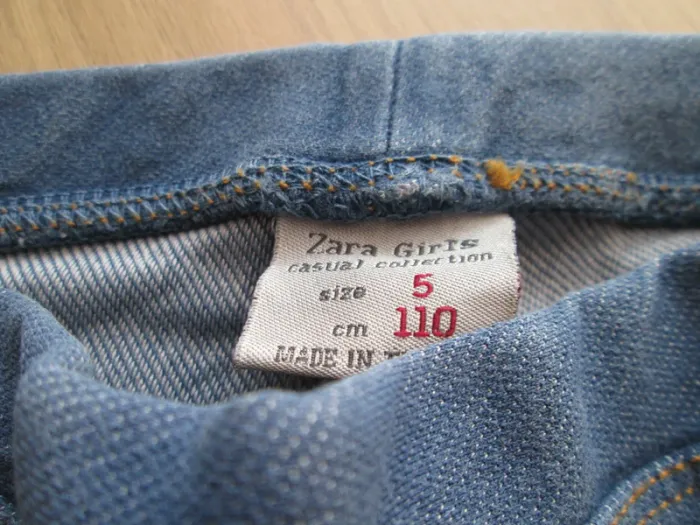 Zara Girls
casual collection
size 5
cm 110
MADE IN